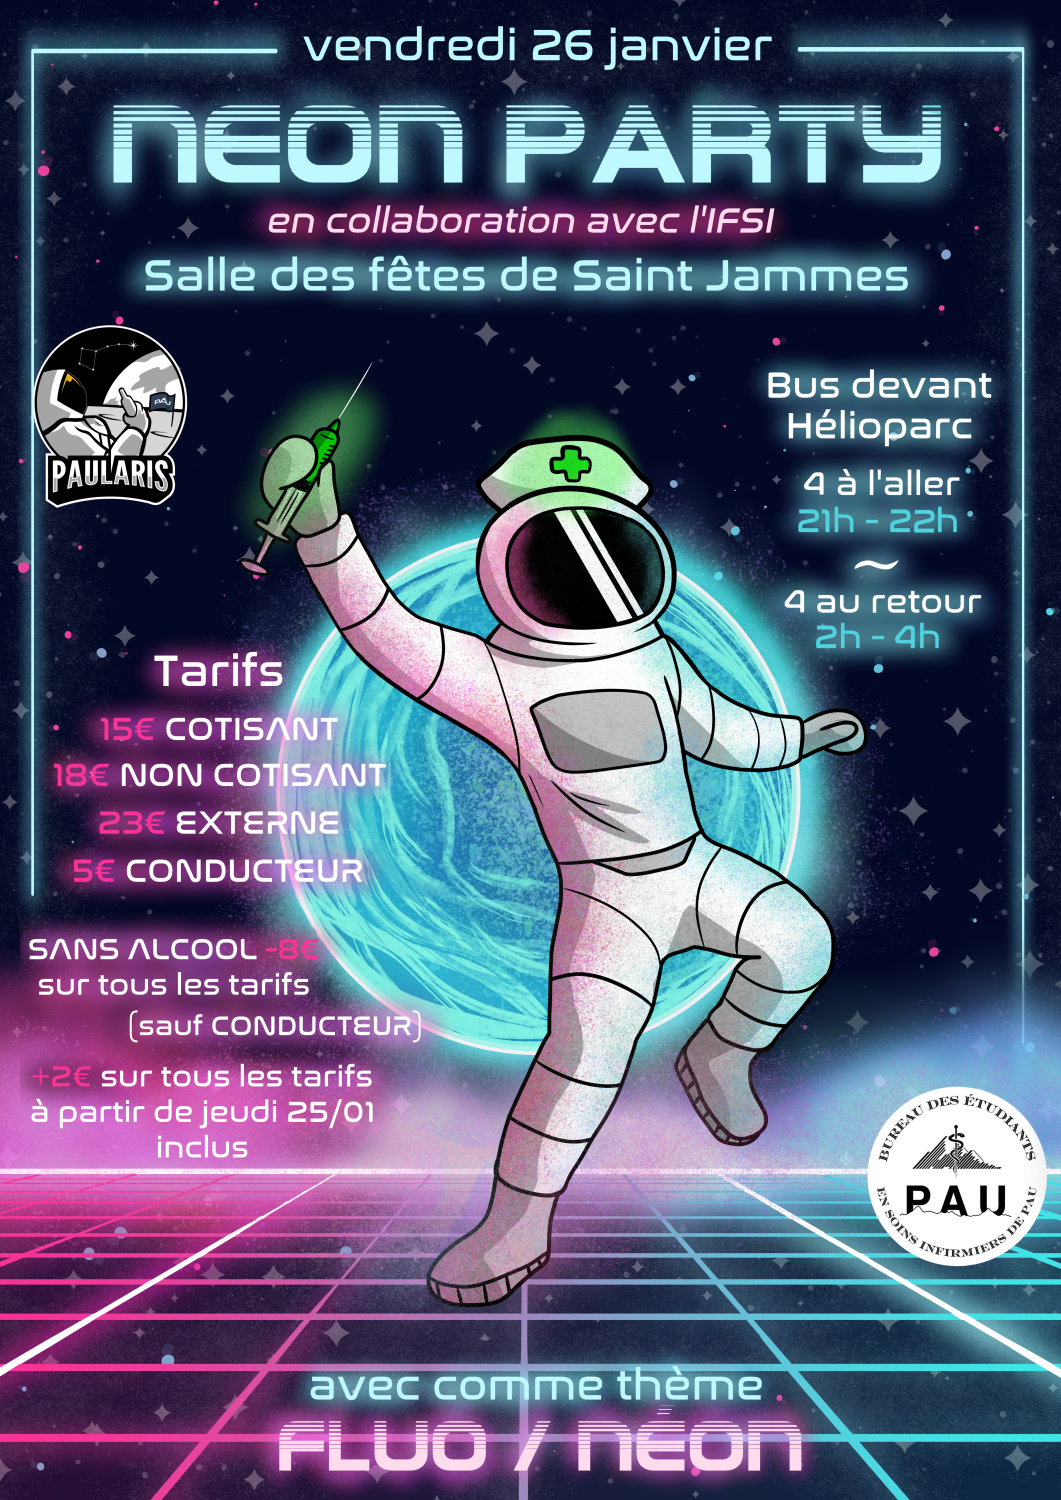 vendredi 26 janvier
NEON PARTY
en collaboration avec l'IFSI
Salle des fêtes de Saint Jammes
PAU
PAULARIS
Bus devant
Hélioparc
4 à l'aller
21h - 22h
~
4 au retour
2h - 4h
Tarifs
15€ COTISANT
18€ NON COTISANT
23€ EXTERNE
5€ CONDUCTEUR
SANS ALCOOL -8€
sur tous les tarifs
(sauf CONDUCTEUR)
+2€ sur tous les tarifs
à partir de jeudi 25/01
inclus
BUREAU DES ÉTUDIANTS
PAU
EN SOINS INFIRMIERS DE PAU
avec comme thème
FLUO / NÉON